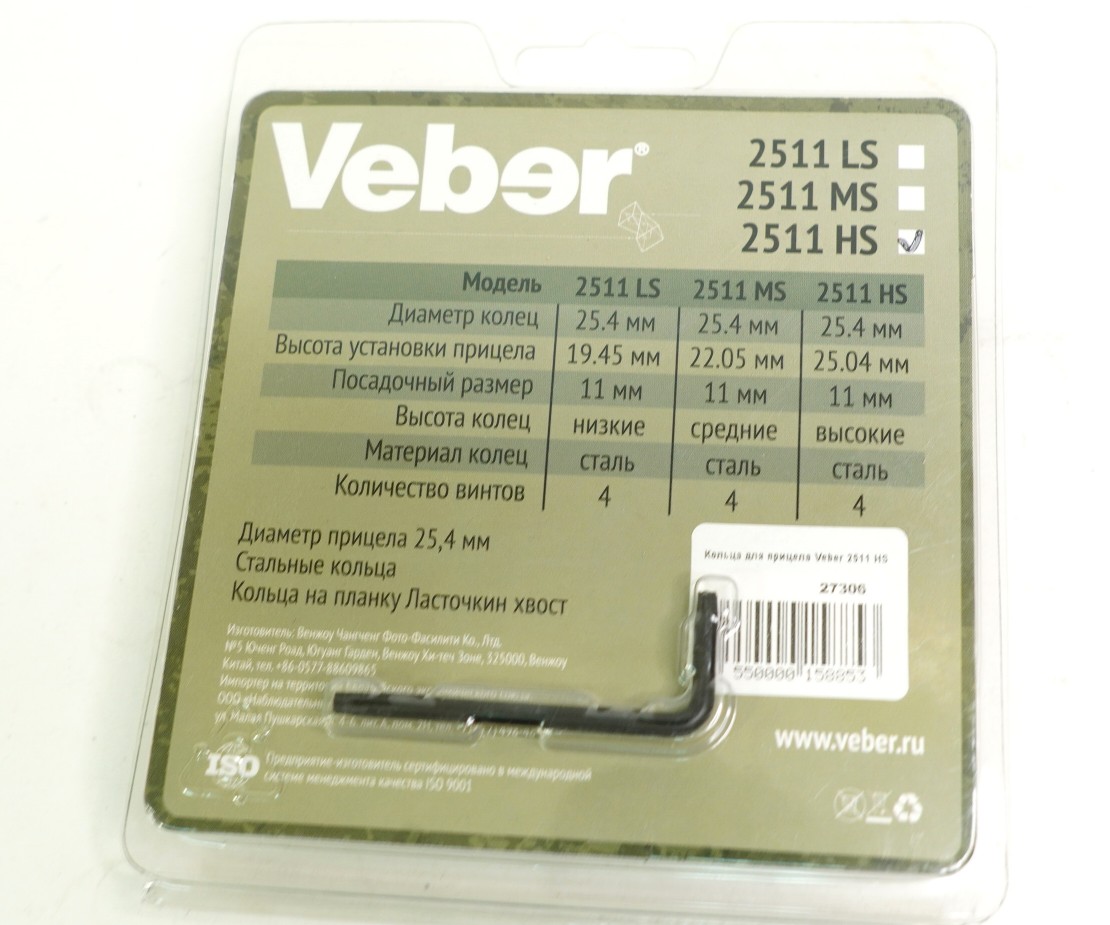 Veber®
2511 LS
2511 MS
2511 HS
Модель 2511 LS 2511 MS 2511 HS
Диаметр колец 25.4 мм 25.4 мм 25.4 мм
Высота установки прицела 19.45 мм 22.05 мм 25.04 мм
Посадочный размер 11 мм 11 мм 11 мм
Высота колец низкие средние высокие
Материал колец сталь сталь сталь
Количество винтов 4 4 4
Диаметр прицела 25,4 мм
Стальные кольца
Кольца на планку Ласточкин хвост
Кольца для прицела Veber 2511 HS
27306
550000 158853
Изготовитель: Венжоу Чангченг Фото-Фасилити Ко., Лтд,
№5 Юченг Роад, Югуанг Гарден, Венжоу Хи-теч Зоне, 325000, Венжоу
Китай, тел. +86-0577-88609865
Импортер на
ООО
ул. Малая
www.veber.ru
ISO
Предприятие-изготовитель сертифицировано в международной
системе менеджмента качества ISO 9001